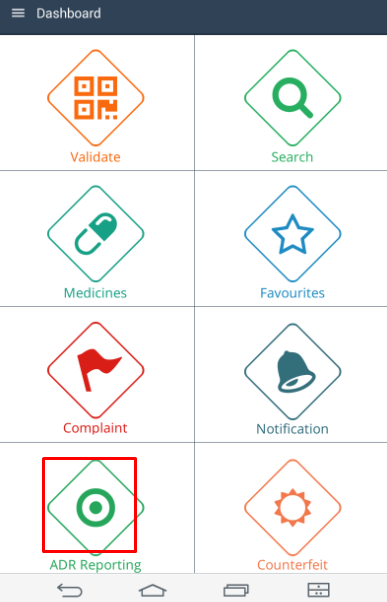 Dashboard
Validate
Search
Medicines
Favourites
Complaint
Notification
ADR Reporting
Counterfeit